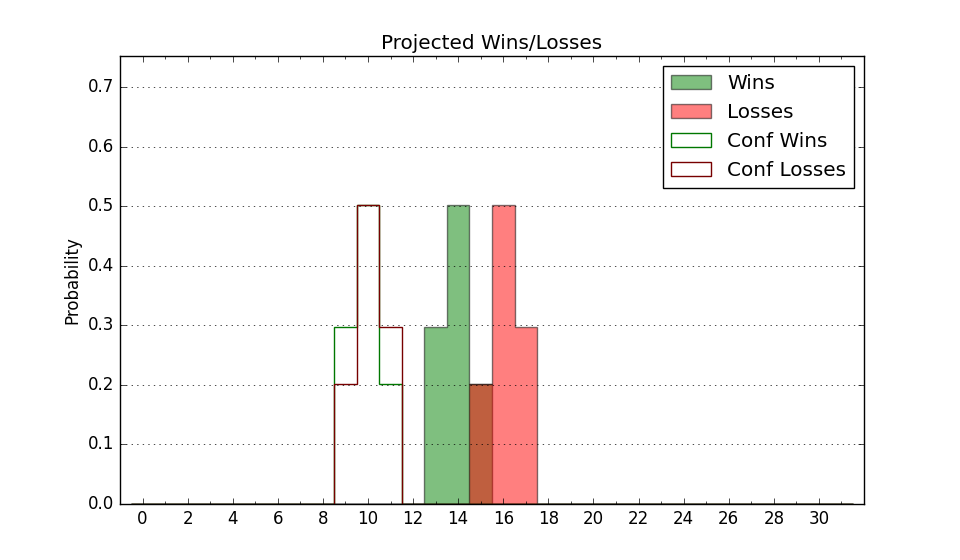 Projected Wins/Losses
Wins
Losses
Conf Wins
Conf Losses
Probability
0.7
0.6
0.5
0.4
0.3
0.2
0.1
0.0
0 2 4 6 8 10 12 14 16 18 20 22 24 26 28 30